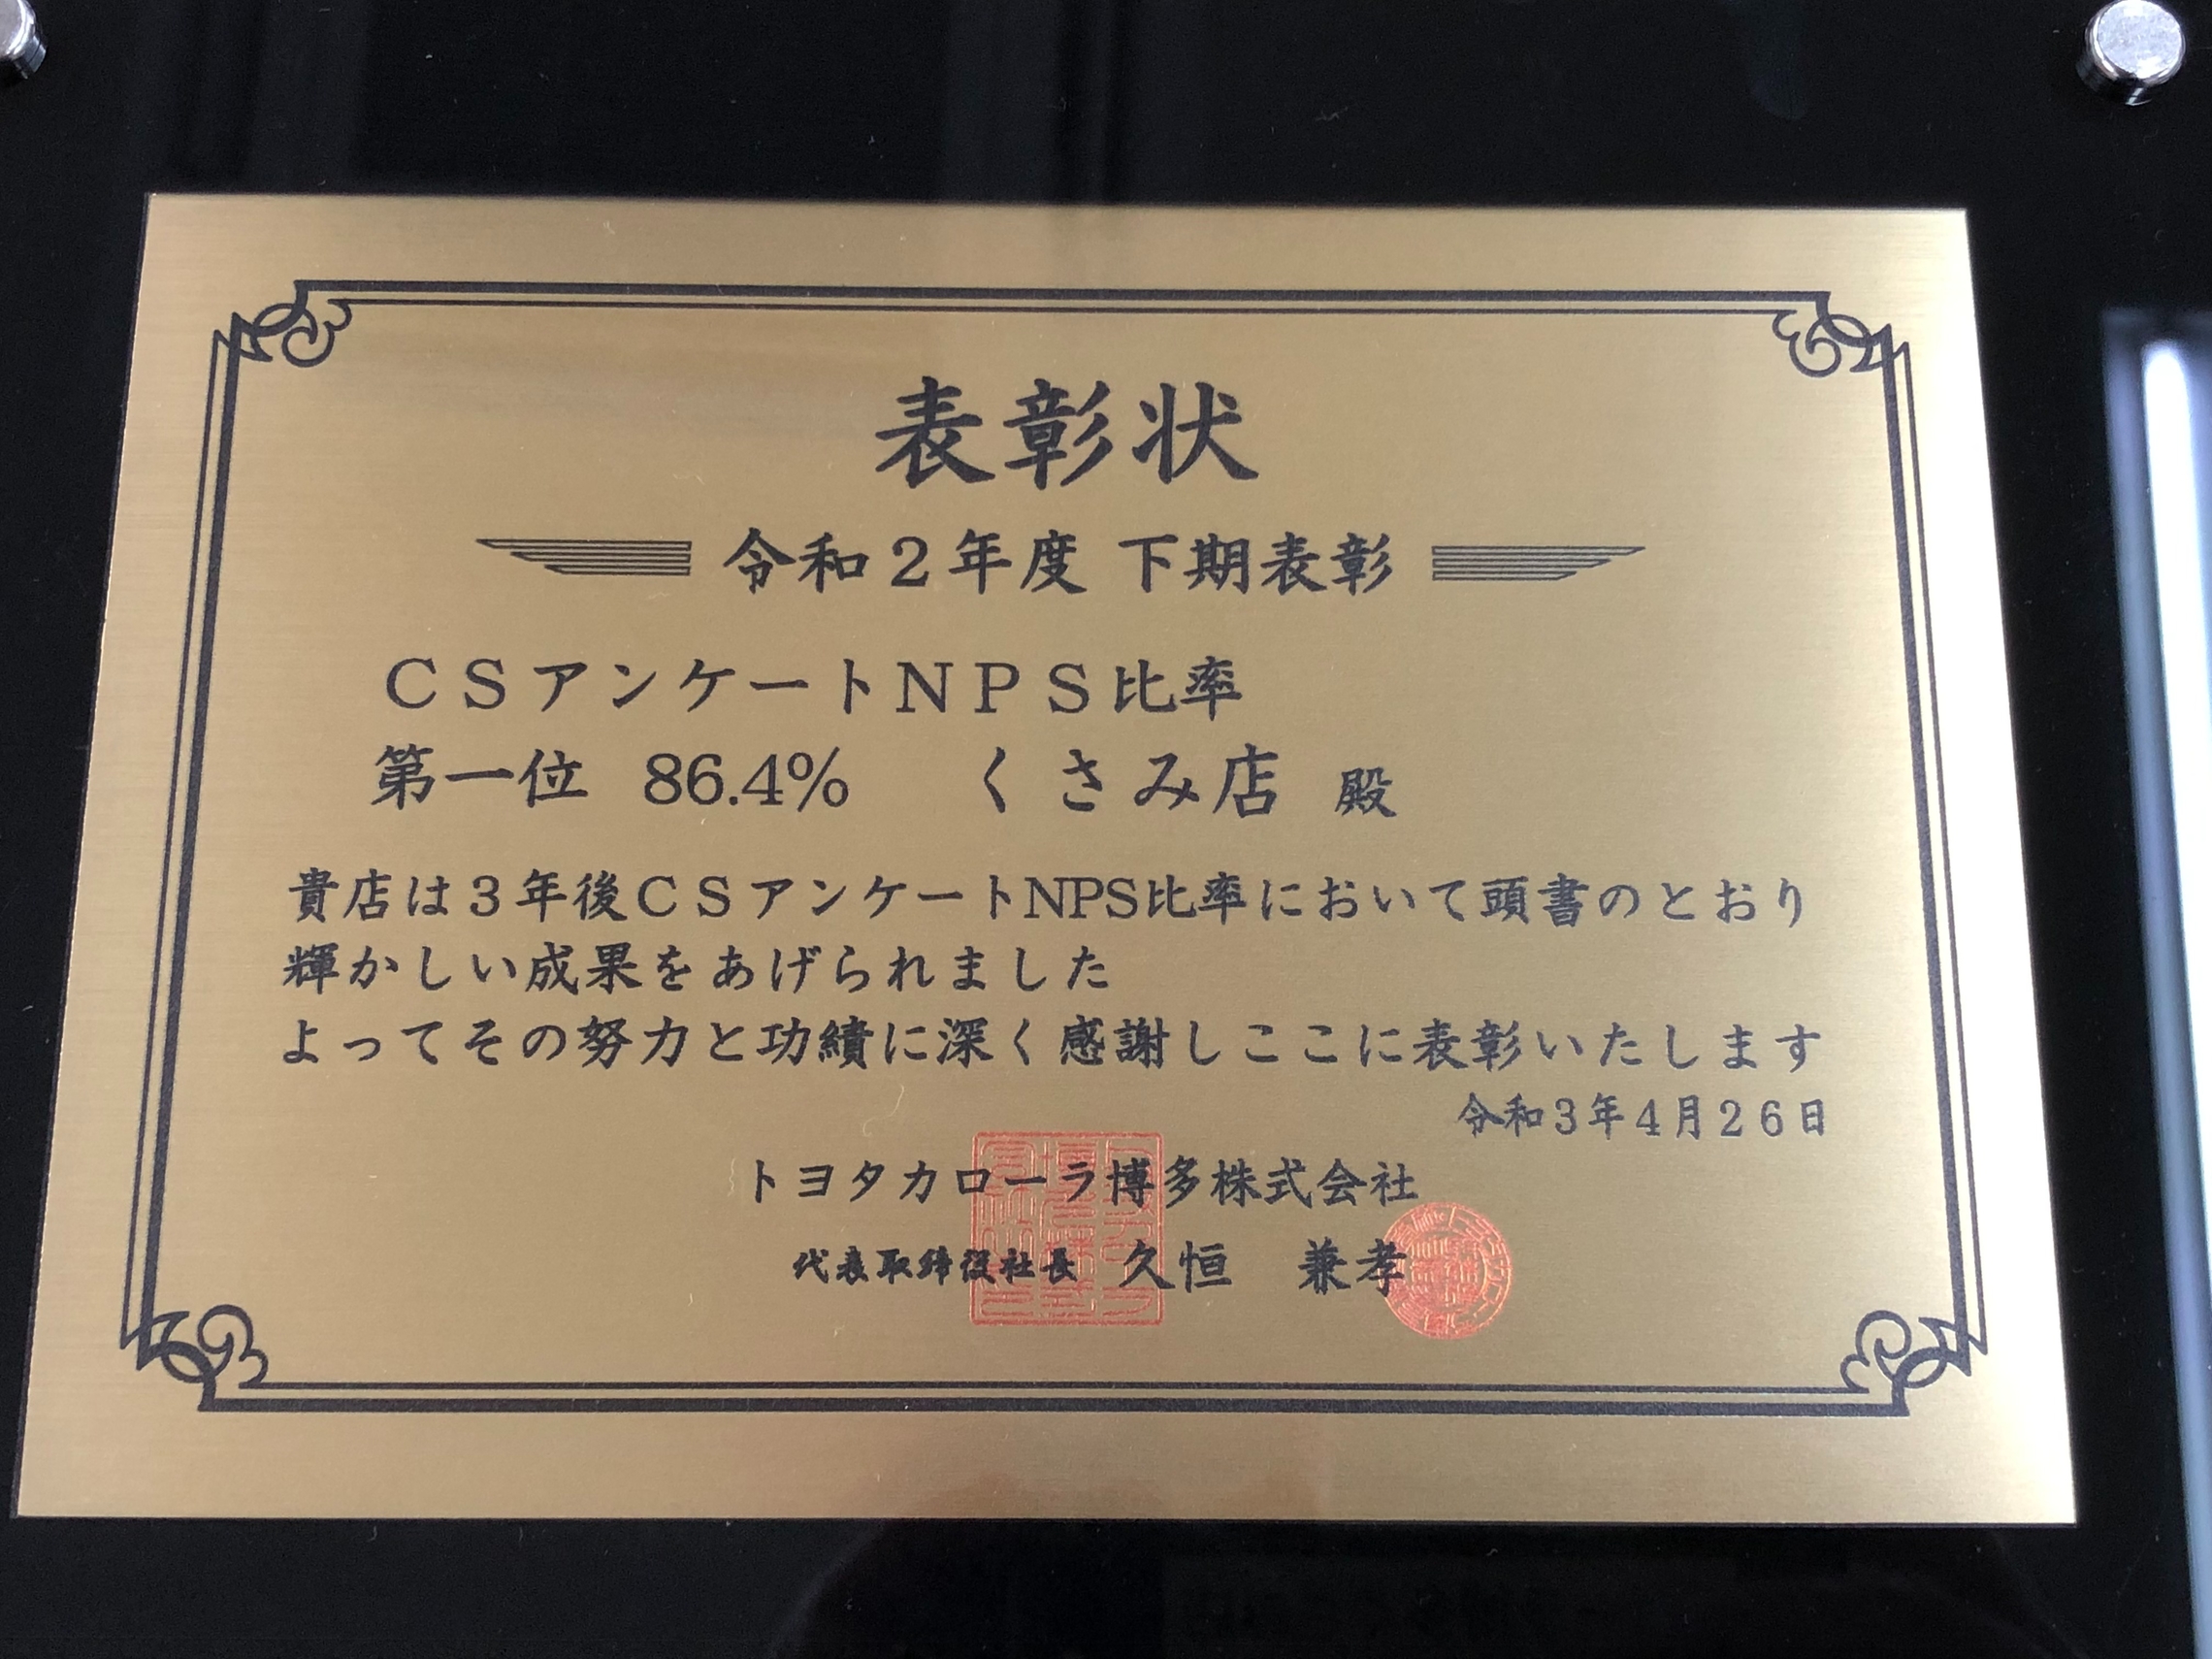 表彰状
令和２年度 下期表彰
ＣＳアンケートＮＰＳ比率
第一位 86.4% くさみ店 殿
貴店は３年後ＣＳアンケートNPS比率において頭書のとおり
輝かしい成果をあげられました
よってその努力と功績に深く感謝しここに表彰いたします
令和３年４月２６日
トヨタカローラ博多株式会社
代表取締役社長 久恒 兼孝